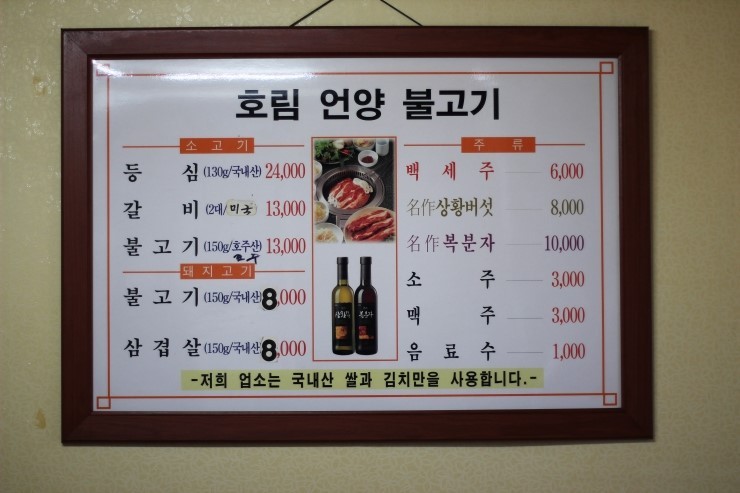 호림 언양 불고기
소고기
등 심 (130g/국내산) 24,000
갈 비 (2대/미국) 13,000
불고기 (150g/호주산) 13,000
호주
돼지고기
불고기 (150g/국내산) 8,000
삼겹살 (150g/국내산) 8,000
주 류
백세주 6,000
名作상황버섯 8,000
名作복분자 10,000
소 주 3,000
맥 주 3,000
음료수 1,000
복분자
-저희 업소는 국내산 쌀과 김치만을 사용합니다.-